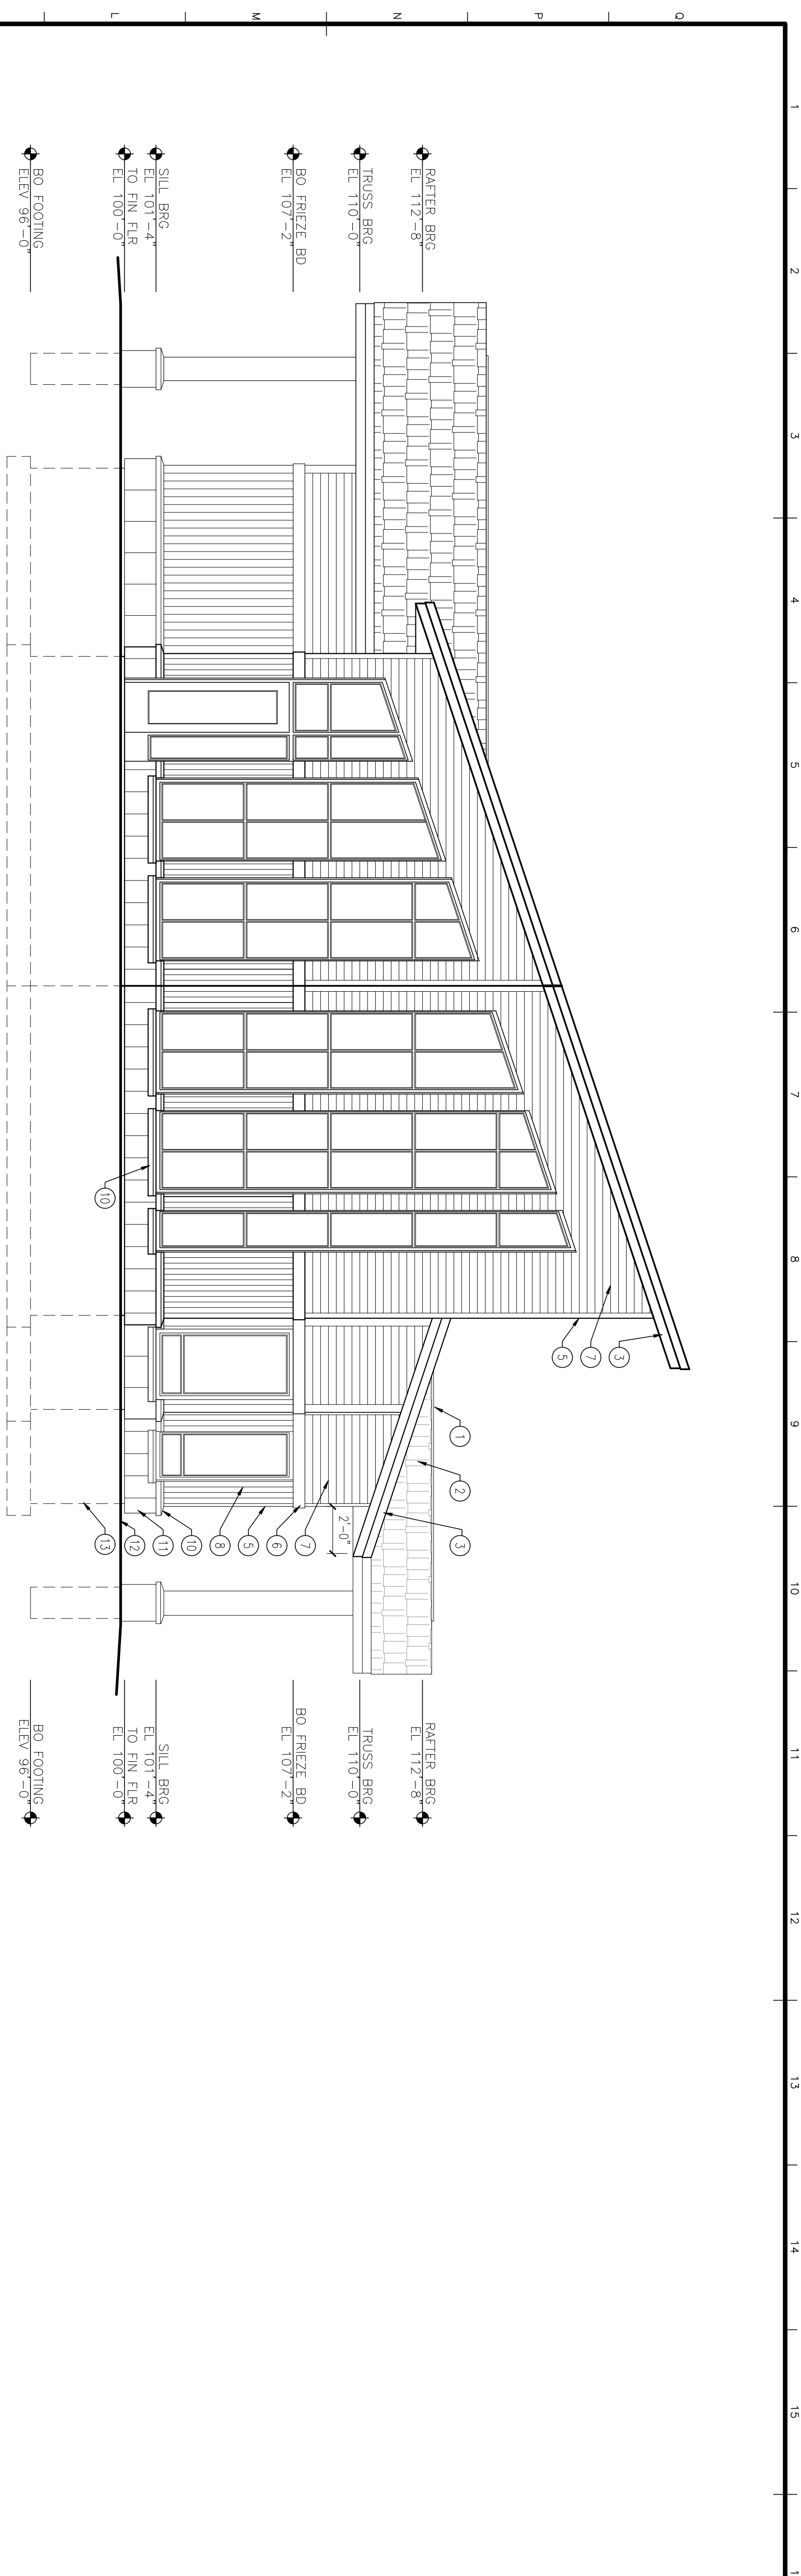 1
2
3
4
5
6
7
8
9
10
11
12
13
14
15
Q
P
N
M
L
RAFTER BRG
EL 112'-8"
TRUSS BRG
EL 110'-0"
BO FRIEZE BD
EL 107'-2"
SILL BRG
EL 101'-4"
TO FIN FLR
EL 100'-0"
BO FOOTING
ELEV 96'-0"
3
7
5
1
2
3
2'-0"
7
6
5
8
10
11
12
13
10
RAFTER BRG
EL 112'-8"
TRUSS BRG
EL 110'-0"
BO FRIEZE BD
EL 107'-2"
SILL BRG
EL 101'-4"
TO FIN FLR
EL 100'-0"
BO FOOTING
ELEV 96'-0"